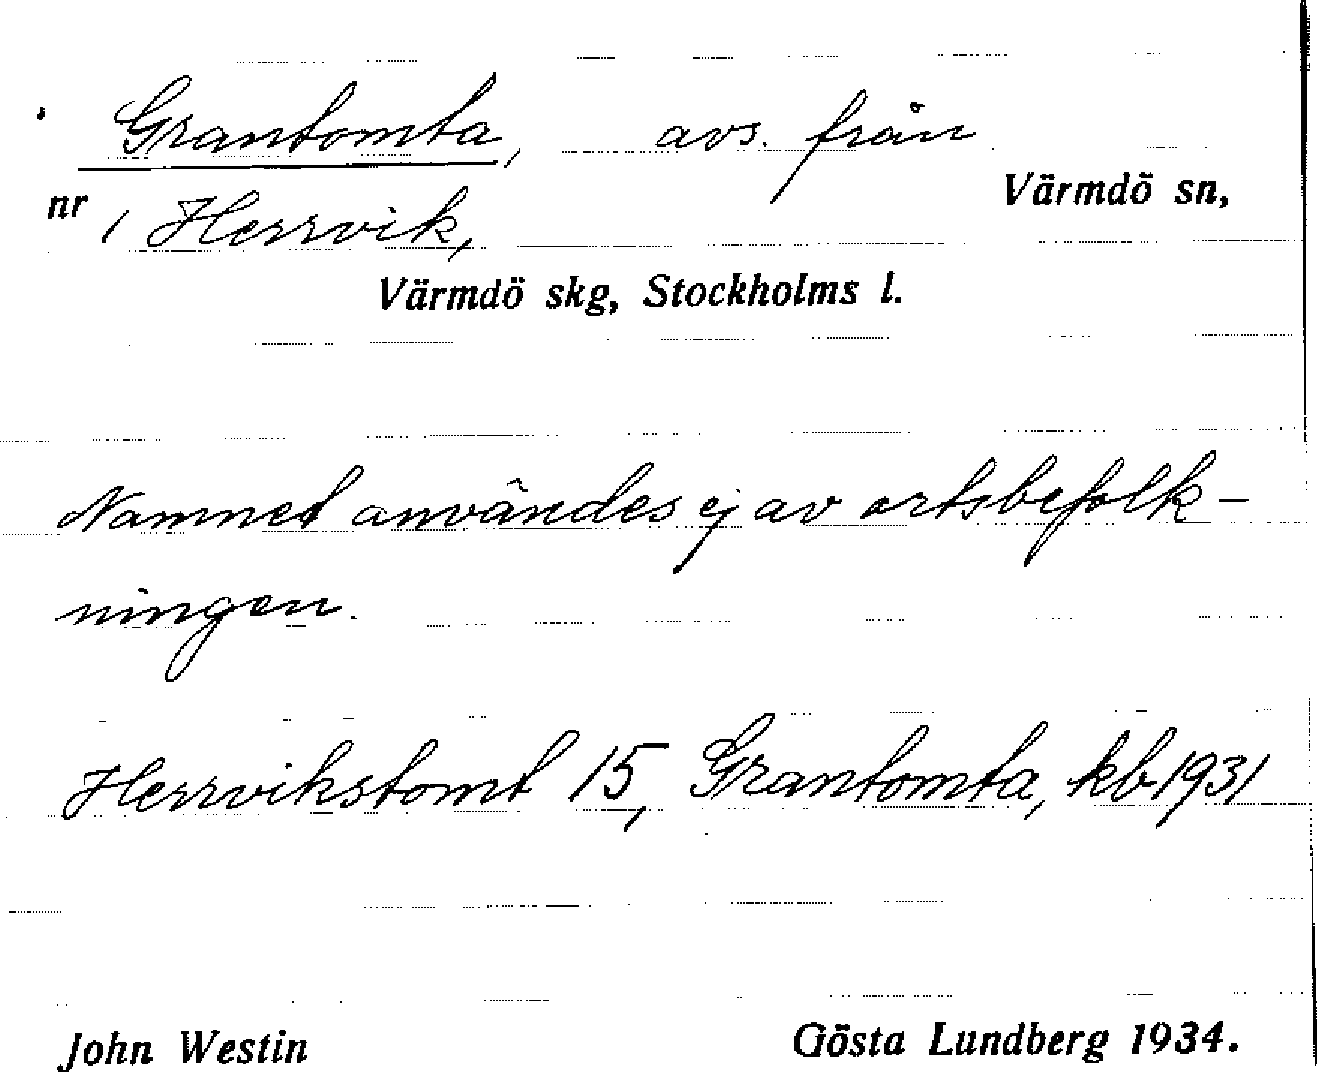 Grantomta, avs. från
Värmdö sn,
nr 1 Herrvik,
Värmdö skg, Stockholms l.
Namnet användes ej av ortsbefolk-
ningen.
Herrvikstomt 15, Grantomta, kb 1931
John Westin Gösta Lundberg 1934.